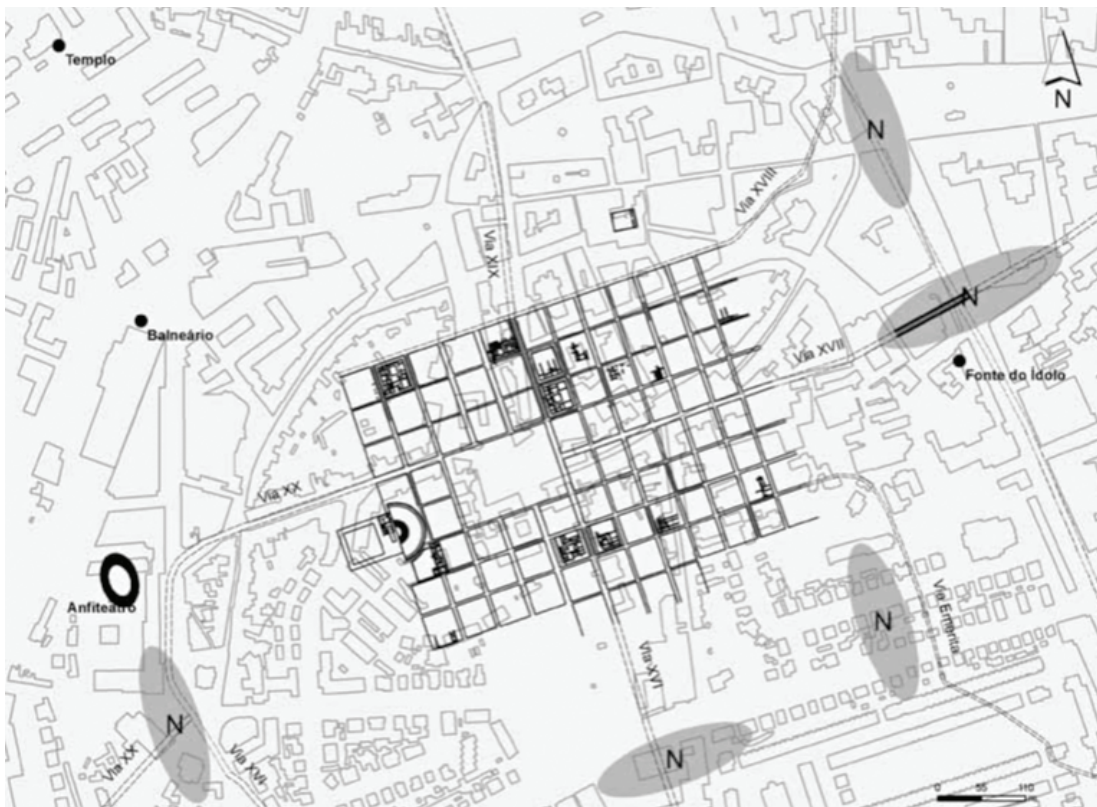 Templo
N
N
Via XVIII
Via XIX
N
Balneário
Via XVII
Fonte do Ídolo
Via XX
Anfiteatro
Via Emerita
N
Via XVI
N
Via XX
Via XVI
N
0 55 110